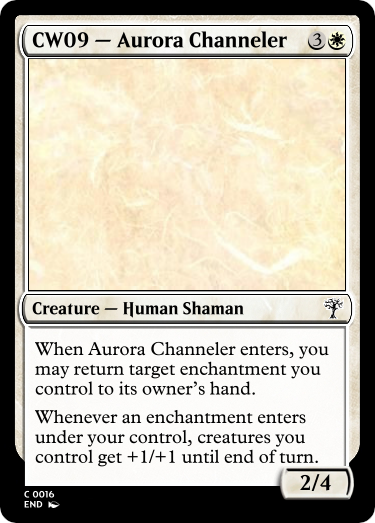 CW09 — Aurora Channeler 3
Creature — Human Shaman
When Aurora Channeler enters, you
may return target enchantment you
control to its owner's hand.
Whenever an enchantment enters
under your control, creatures you
control get +1/+1 until end of turn.
2/4
C 0016
END